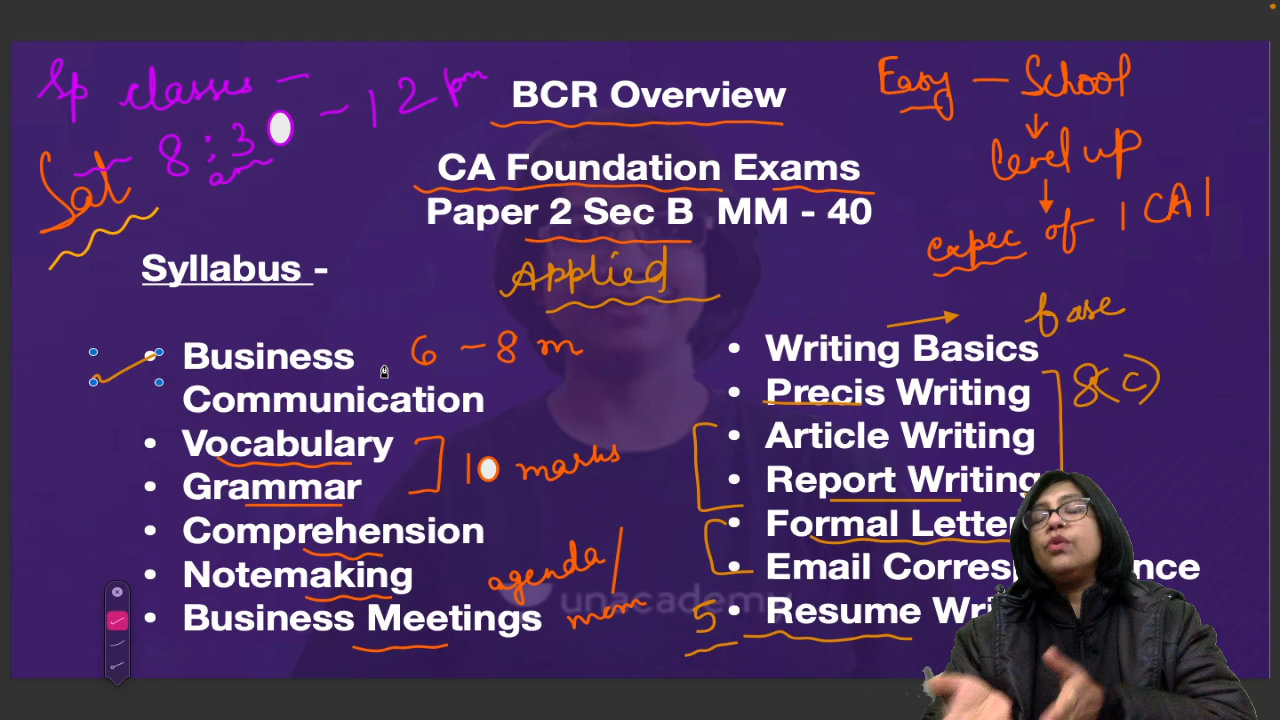 Sp classes -
~ 8:30 am ~ 12 pm
Sat
BCR Overview
CA Foundation Exams
Paper 2 Sec B MM - 40
Applied
Easy — School
Level up
expec of ICAI
Syllabus -
• Business Communication
6 - 8 m
• Vocabulary
• Grammar
10 marks
• Comprehension
• Notemaking
• Business Meetings
agenda/
mem
base
• Writing Basics
• Precis Writing
8(c)
• Article Writing
• Report Writing
• Formal Letter
• Email Corres nce
• Resume Wri
5
unacademy